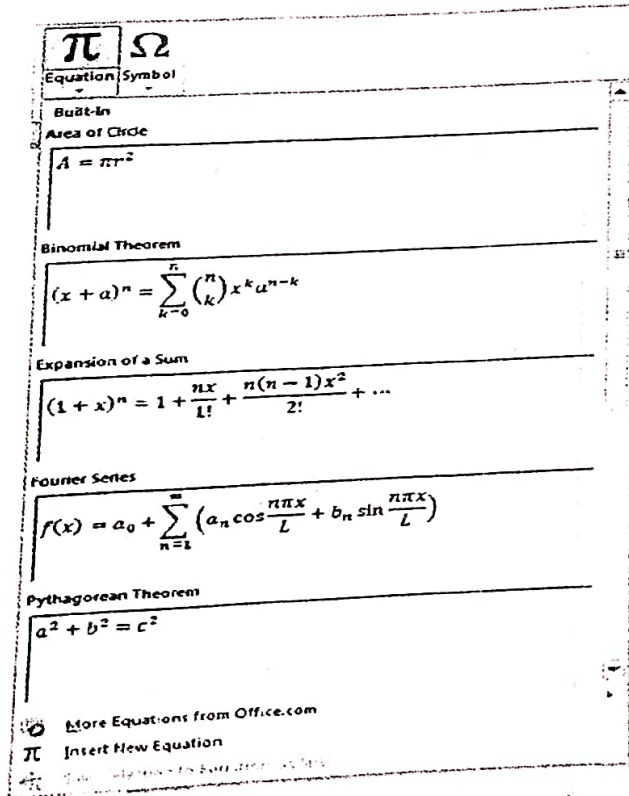 π Ω
Equation Symbol
Built-In
Area of Circle
A = πr²
Binomial Theorem
(x + a)ⁿ = ∑ₖ₌₀ⁿ (n k) xᵏaⁿ⁻ᵏ
Expansion of a Sum
(1 + x)ⁿ = 1 + nx/1! + n(n − 1)x²/2! + ⋯
Fourier Series
f(x) = a₀ + ∑ₙ₌₁^∞ (aₙ cos nπx/L + bₙ sin nπx/L)
Pythagorean Theorem
a² + b² = c²
More Equations from Office.com
π Insert New Equation